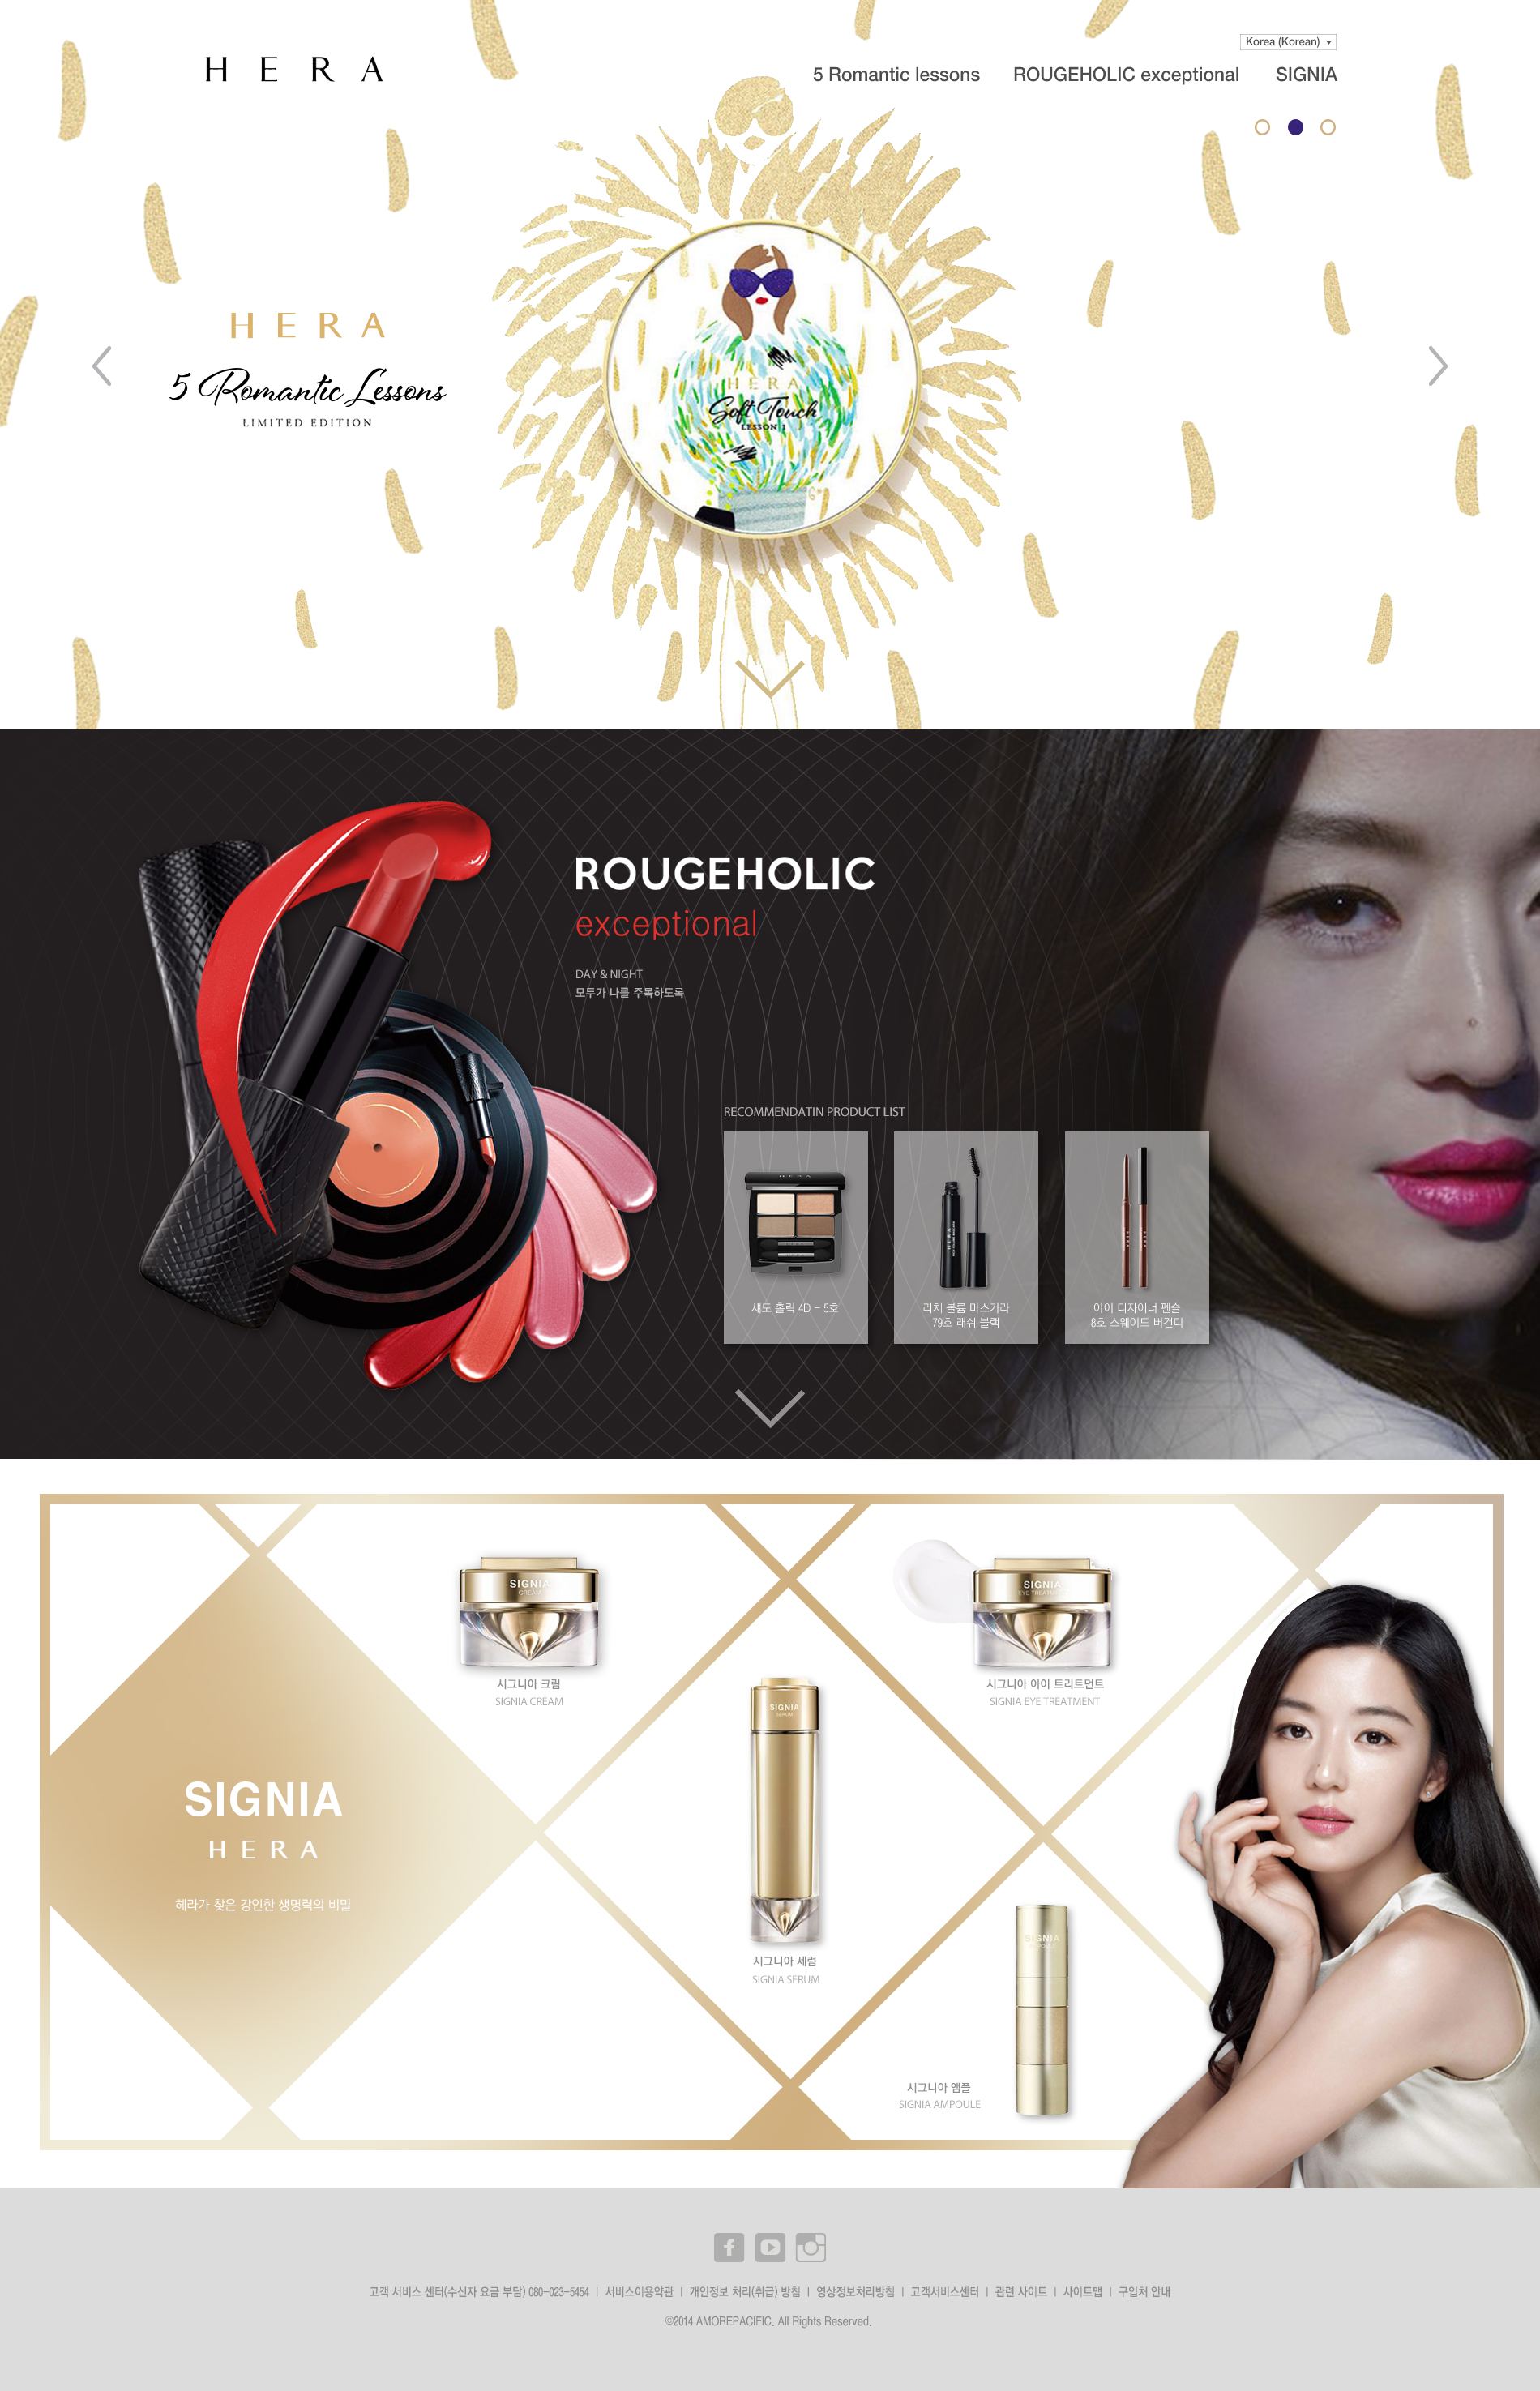 HERA
Korea (Korean)
5 Romantic lessons
ROUGEHOLIC exceptional
SIGNIA
HERA
5 Romantic Lessons
LIMITED EDITION
HERA
Soft Touch
LESSON 1
ROUGEHOLIC
exceptional
DAY & NIGHT
모두가 나를 주목하도록
RECOMMENDATIN PRODUCT LIST
HERA
HERA
HERA
섀도 홀릭 4D - 5호
리치 볼륨 마스카라
79호 래쉬 블랙
아이 디자이너 펜슬
8호 스웨이드 버건디
SIGNIA
CREAM
시그니아 크림
SIGNIA CREAM
SIGNIA
EYE TREATMENT
시그니아 아이 트리트먼트
SIGNIA EYE TREATMENT
SIGNIA
SERUM
시그니아 세럼
SIGNIA SERUM
SIGNIA
HERA
헤라가 찾은 강인한 생명력의 비밀
SIGNIA
시그니아 앰플
SIGNIA AMPOULE
고객 서비스 센터(수신자 요금 부담) 080-023-5454 | 서비스이용약관 | 개인정보 처리(취급) 방침 | 영상정보처리방침 | 고객서비스센터 | 관련 사이트 | 사이트맵 | 구입처 안내
©2014 AMOREPACIFIC. All Rights Reserved.